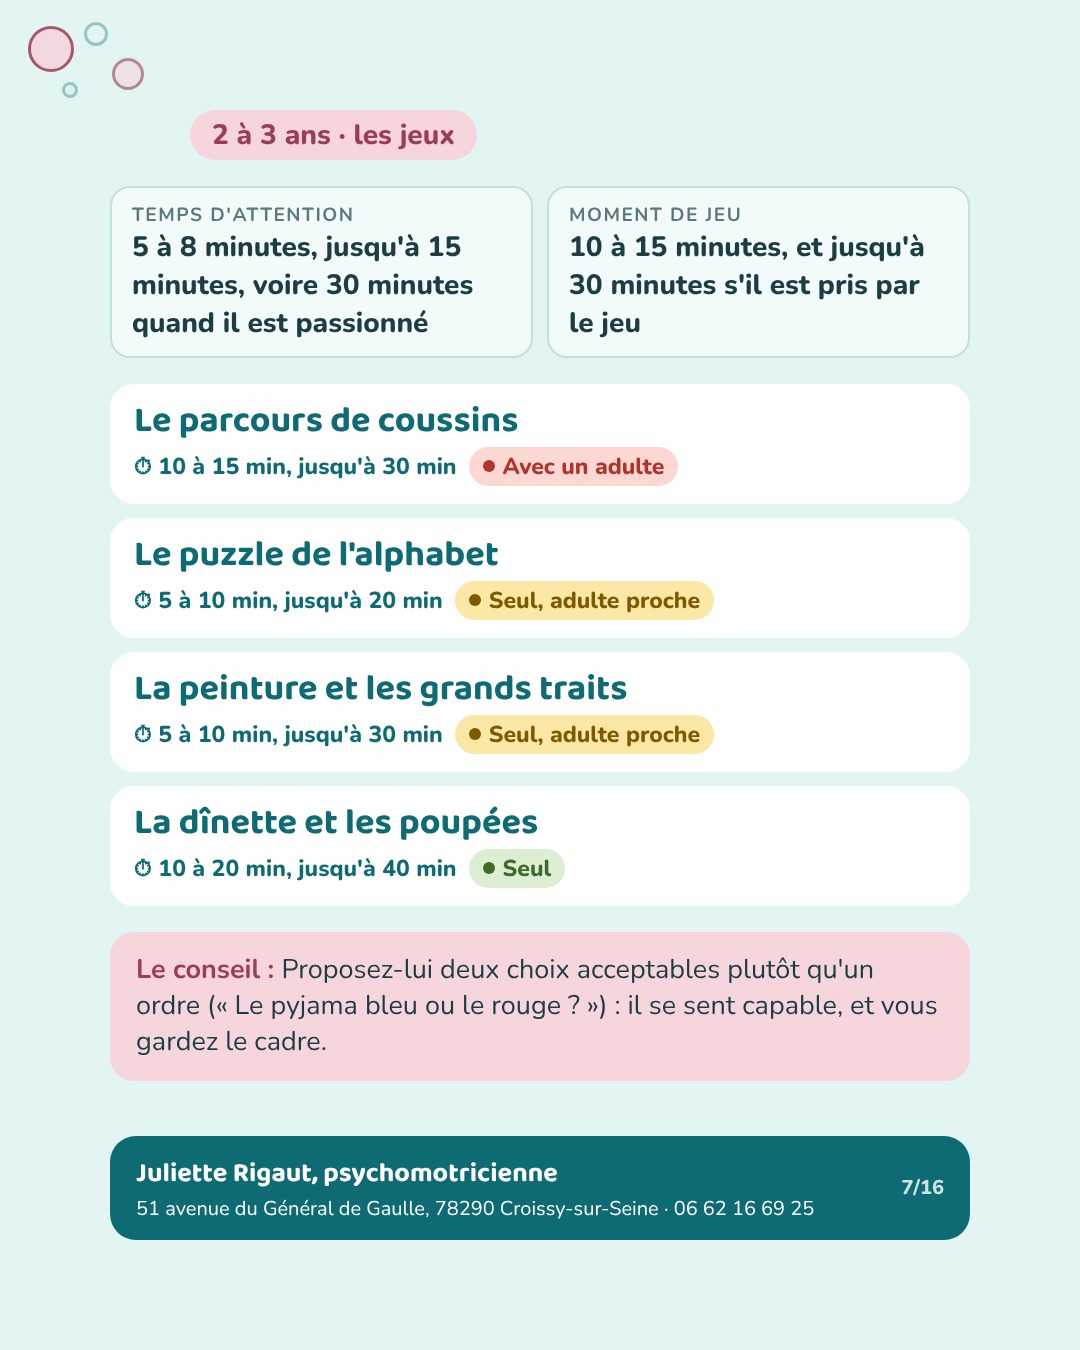 2 à 3 ans · les jeux
TEMPS D'ATTENTION
5 à 8 minutes, jusqu'à 15
minutes, voire 30 minutes
quand il est passionné
MOMENT DE JEU
10 à 15 minutes, et jusqu'à
30 minutes s'il est pris par
le jeu
Le parcours de coussins
⏱ 10 à 15 min, jusqu'à 30 min ● Avec un adulte
Le puzzle de l'alphabet
⏱ 5 à 10 min, jusqu'à 20 min ● Seul, adulte proche
La peinture et les grands traits
⏱ 5 à 10 min, jusqu'à 30 min ● Seul, adulte proche
La dînette et les poupées
⏱ 10 à 20 min, jusqu'à 40 min ● Seul
Le conseil : Proposez-lui deux choix acceptables plutôt qu'un
ordre (« Le pyjama bleu ou le rouge ? ») : il se sent capable, et vous
gardez le cadre.
Juliette Rigaut, psychomotricienne
51 avenue du Général de Gaulle, 78290 Croissy-sur-Seine · 06 62 16 69 25
7/16